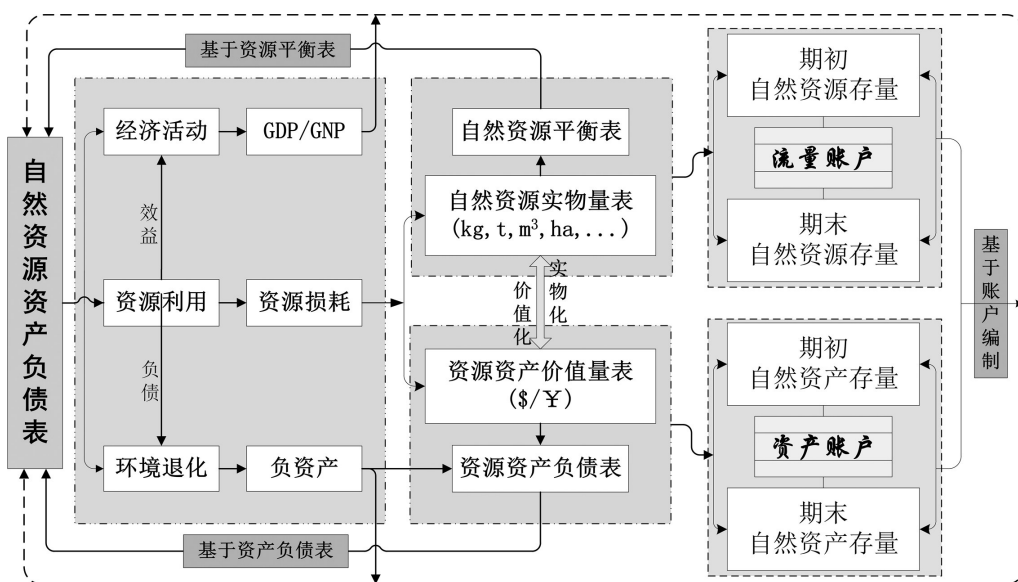 基于资源平衡表
自然资源资产负债表
经济活动
GDP/GNP
效益
资源利用
资源损耗
负债
环境退化
负资产
自然资源平衡表
自然资源实物量表
(kg,t,m³,ha,...)
价值化
实物化
资源资产价值量表
($/¥)
资源资产负债表
基于资产负债表
期初
自然资源存量
流量账户
期末
自然资源存量
期初
自然资产存量
资产账户
期末
自然资产存量
基于账户编制